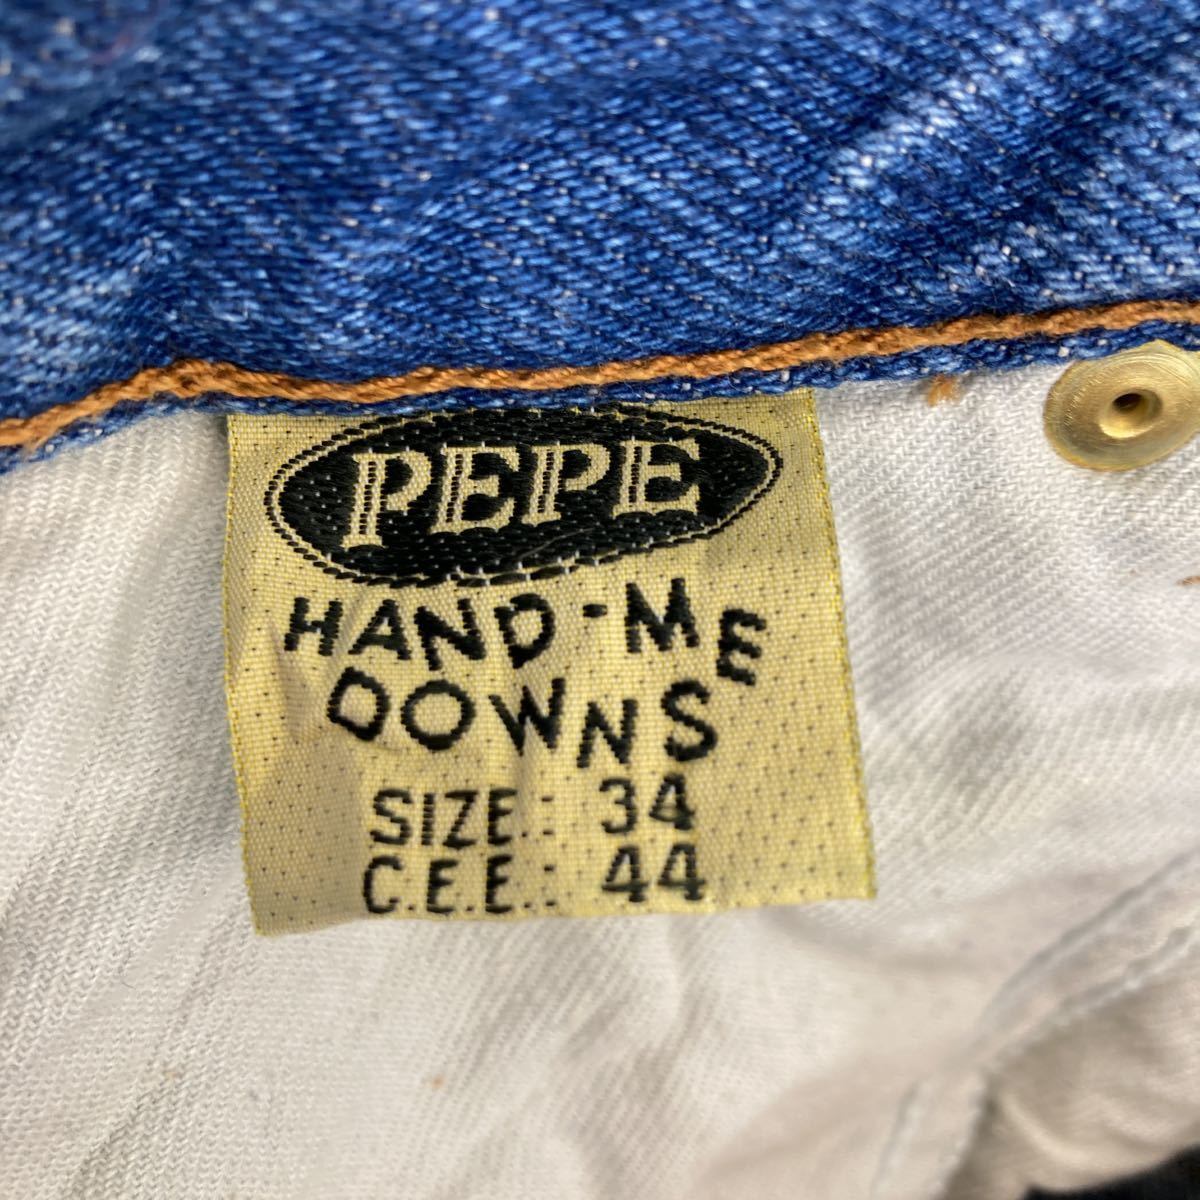 PEPE
HAND-ME
DOWNS
SIZE.: 34
C.E.E.: 44